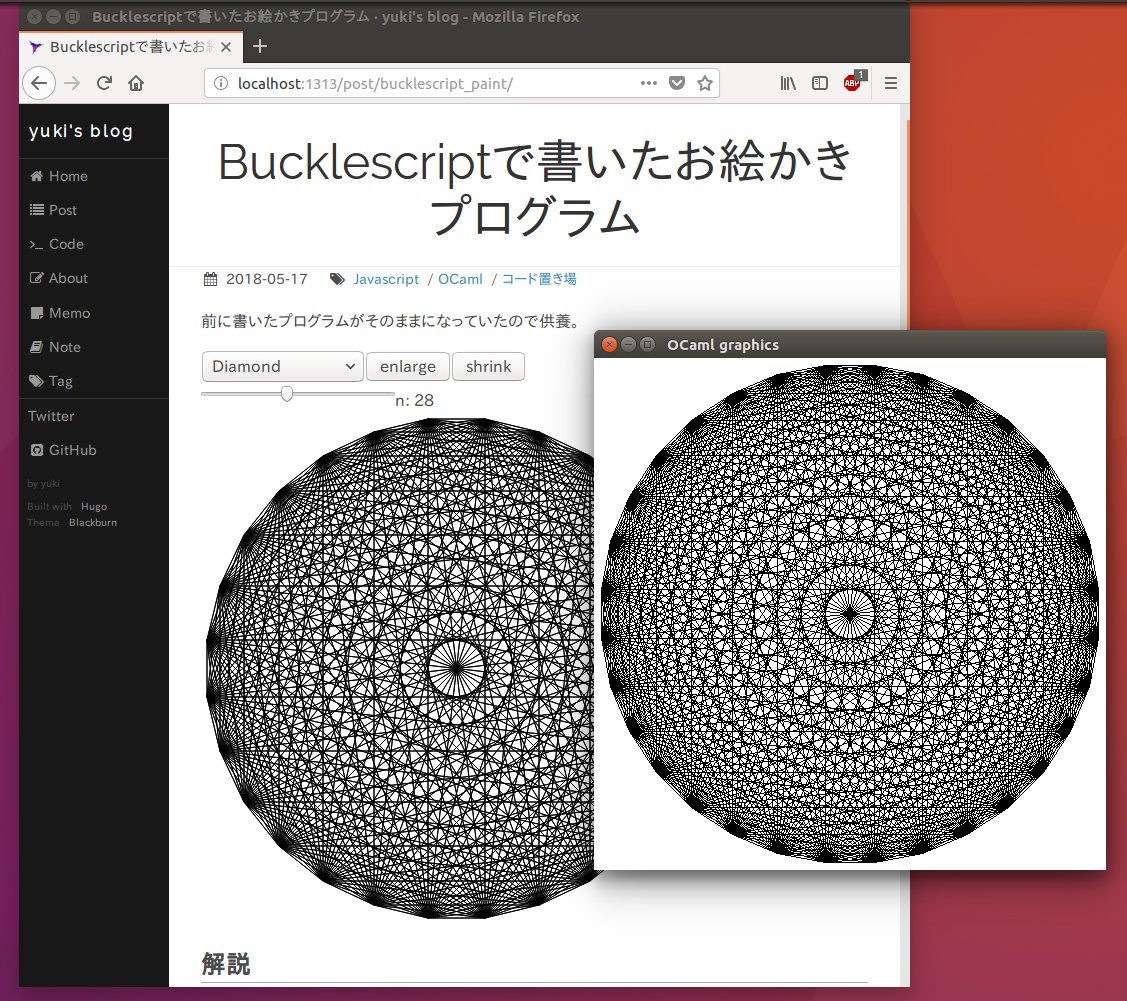 Bucklescriptで書いたお絵かきプログラム · yuki's blog - Mozilla Firefox
Bucklescriptで書いたお
localhost:1313/post/bucklescript_paint/
ABP
1
yuki's blog
Home
Post
Code
About
Memo
Note
Tag
Twitter
GitHub
by yuki
Built with Hugo
Theme Blackburn
Bucklescriptで書いたお絵かき
プログラム
2018-05-17 Javascript / OCaml / コード置き場
前に書いたプログラムがそのままになっていたので供養。
Diamond enlarge shrink
n: 28
OCaml graphics
解説